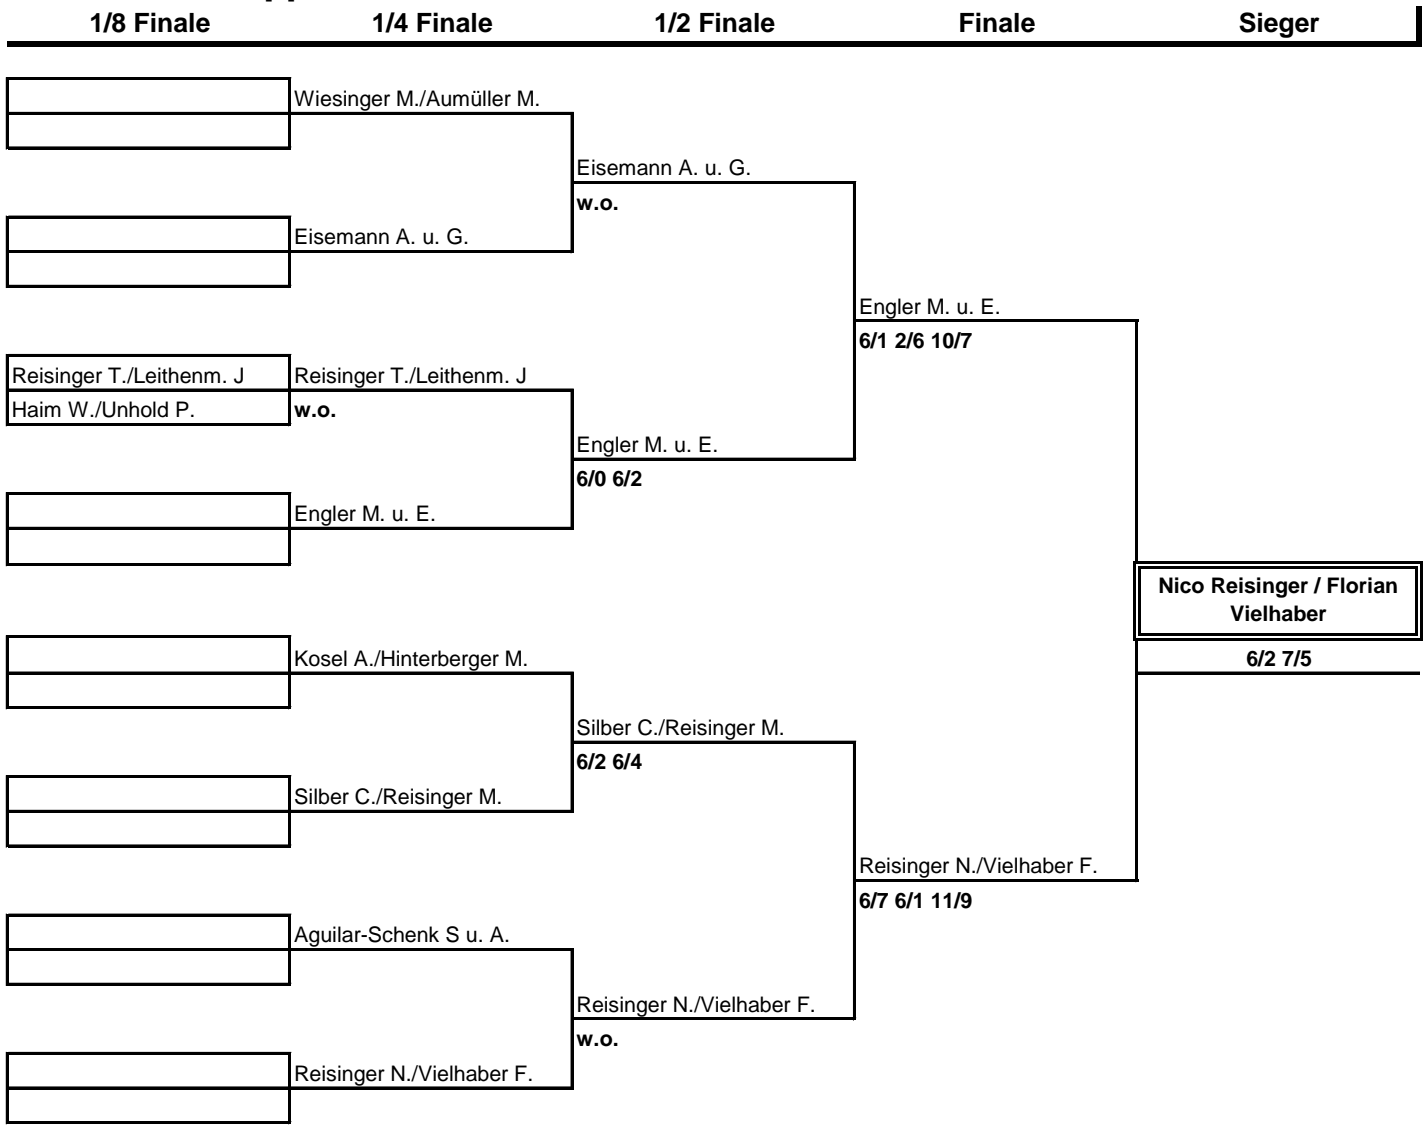 1/8 Finale 1/4 Finale 1/2 Finale Finale Sieger
Wiesinger M./Aumüller M.
Eisemann A. u. G.
w.o.
Eisemann A. u. G.
Engler M. u. E.
6/1 2/6 10/7
Reisinger T./Leithenm. J Reisinger T./Leithenm. J
Haim W./Unhold P. w.o.
Engler M. u. E.
6/0 6/2
Engler M. u. E.
Nico Reisinger / Florian
Vielhaber
Kosel A./Hinterberger M. 6/2 7/5
Silber C./Reisinger M.
6/2 6/4
Silber C./Reisinger M.
Reisinger N./Vielhaber F.
6/7 6/1 11/9
Aguilar-Schenk S u. A.
Reisinger N./Vielhaber F.
w.o.
Reisinger N./Vielhaber F.